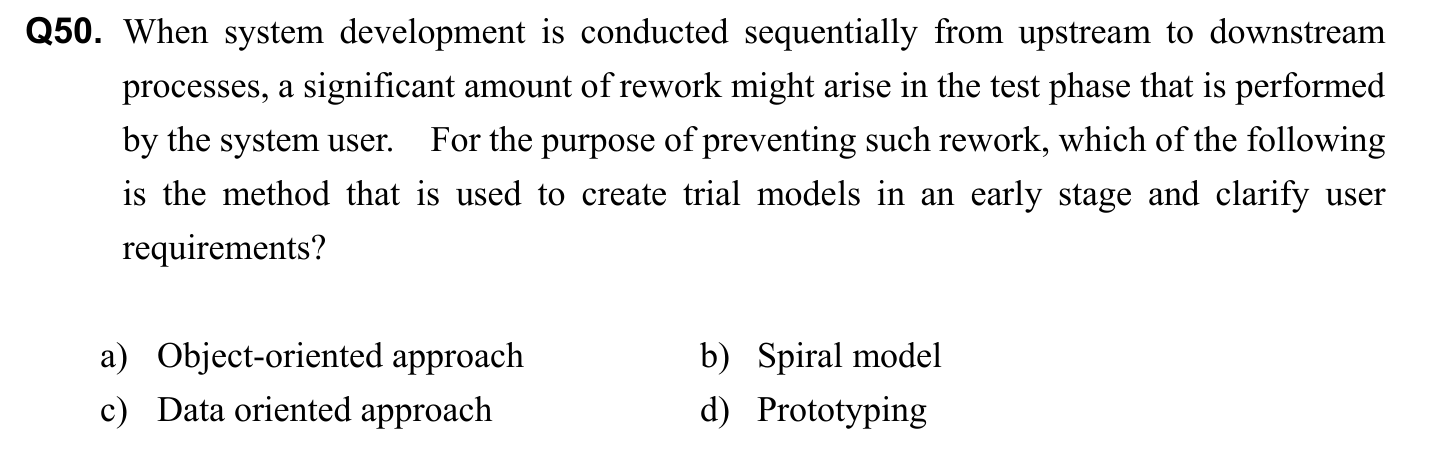 Q50. When system development is conducted sequentially from upstream to downstream
processes, a significant amount of rework might arise in the test phase that is performed
by the system user. For the purpose of preventing such rework, which of the following
is the method that is used to create trial models in an early stage and clarify user
requirements?
a) Object-oriented approach b) Spiral model
c) Data oriented approach d) Prototyping